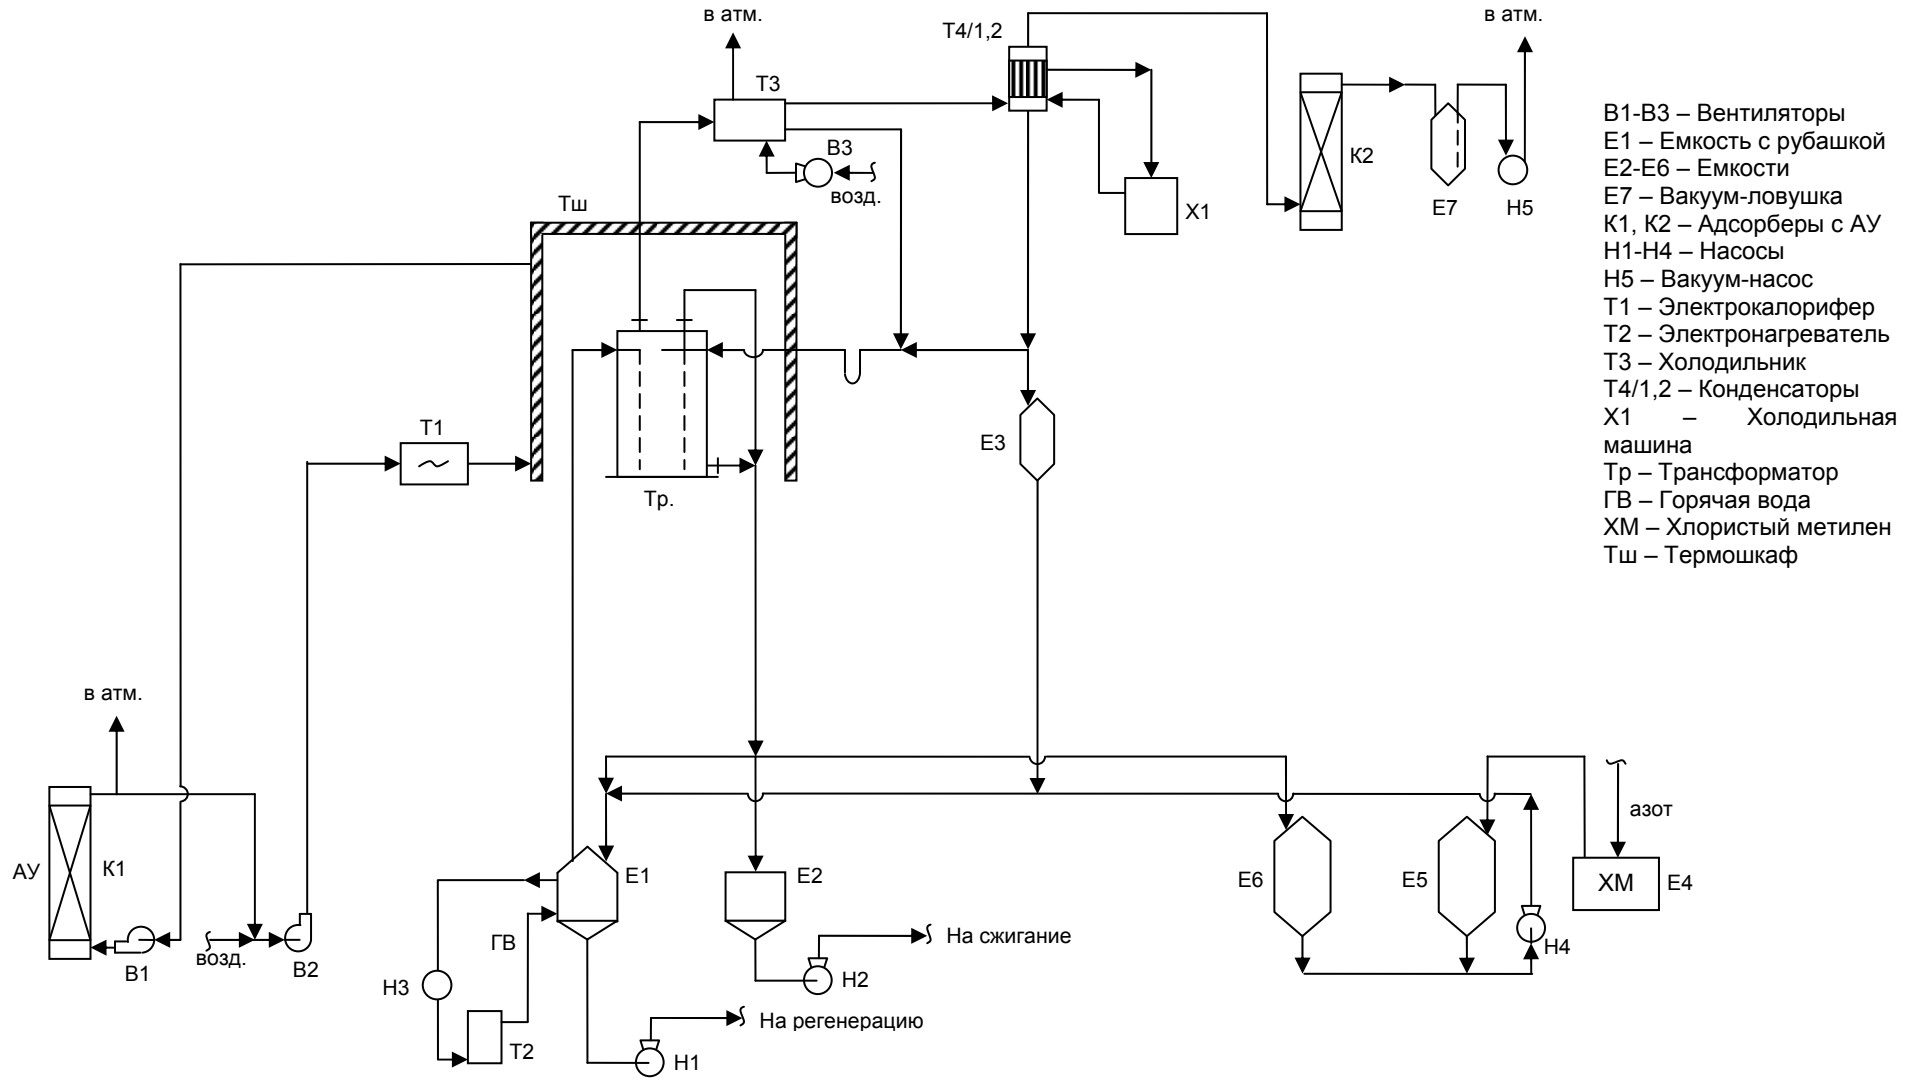 в атм.
Т4/1,2
в атм.
Т3
В3
возд.
Х1
К2
Е7
Н5
В1-В3 – Вентиляторы
Е1 – Емкость с рубашкой
Е2-Е6 – Емкости
Е7 – Вакуум-ловушка
К1, К2 – Адсорберы с АУ
Н1-Н4 – Насосы
Н5 – Вакуум-насос
Т1 – Электрокалорифер
Т2 – Электронагреватель
Т3 – Холодильник
Т4/1,2 – Конденсаторы
Х1 – Холодильная
машина
Тр – Трансформатор
ГВ – Горячая вода
ХМ – Хлористый метилен
Тш – Термошкаф
Тш
Т1
Тр.
Е3
в атм.
АУ
К1
В1
возд.
В2
Е1
ГВ
Н3
Т2
Н1
На регенерацию
Е2
Н2
На сжигание
Е6
Е5
Н4
азот
ХМ
Е4